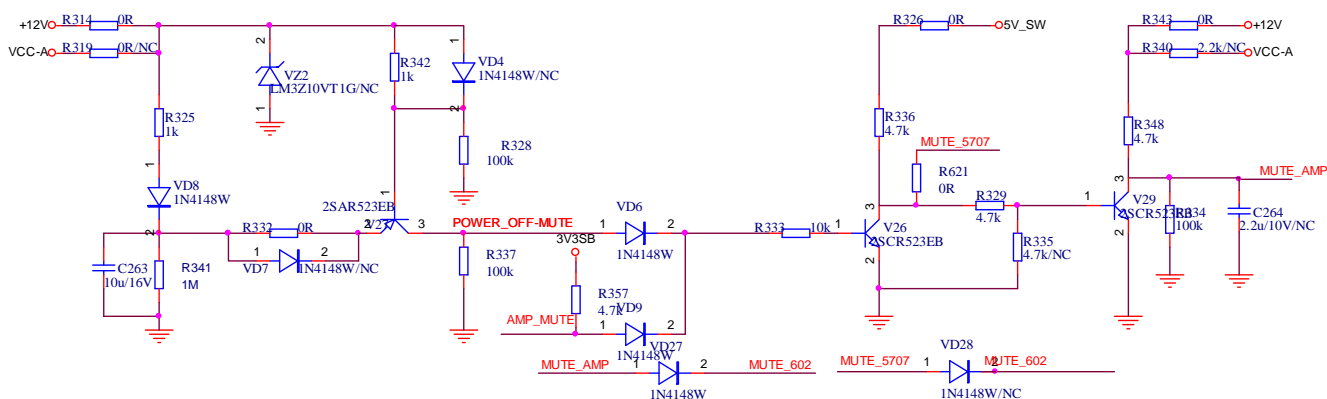 +12V
R314
0R
VCC-A
R319
0R/NC
2
VZ2
LM3Z10VT1G/NC
1
R342
1k
1
VD4
1N4148W/NC
2
R325
1k
1
VD8
1N4148W
2
R328
100k
1
2SAR523EB
3
POWER_OFF-MUTE
R332
0R
1
2
VD7
1N4148W/NC
C263
10u/16V
R341
1M
R337
100k
3V3SB
R357
4.7k
AMP_MUTE
1
VD6
2
1N4148W
1
VD9
2
1N4148W
MUTE_AMP
1
VD27
2
MUTE_602
1N4148W
R333
10k
1
3
V26
2SCR523EB
2
R326
0R
5V_SW
R336
4.7k
MUTE_5707
R621
0R
R329
4.7k
R335
4.7k/NC
R343
0R
+12V
R340
2.2k/NC
VCC-A
R348
4.7k
1
3
V29
2
R334
100k
MUTE_AMP
C264
2.2u/10V/NC
MUTE_5707
1
VD28
2
MUTE_602
1N4148W/NC